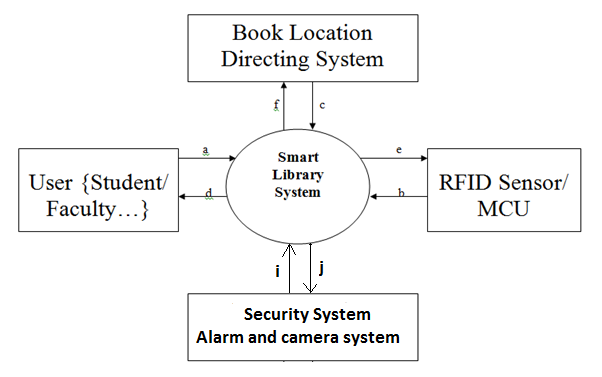 Book Location
Directing System
f
c
a
Smart
Library
System
e
User {Student/
Faculty…}
d
RFID Sensor/
MCU
b
i
j
Security System
Alarm and camera system